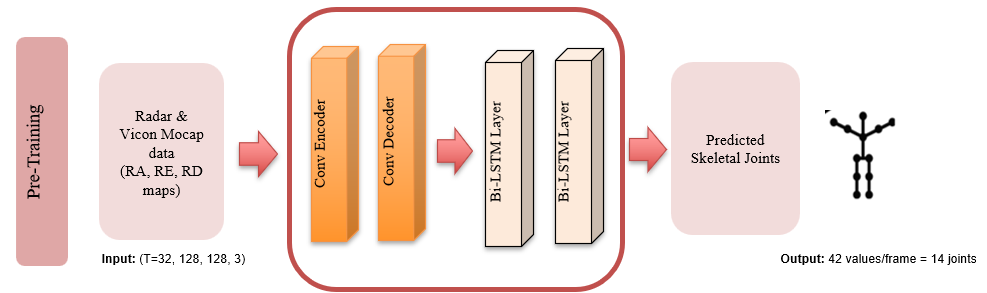 Pre-Training
Radar &
Vicon Mocap
data
(RA, RE, RD
maps)
Input: (T=32, 128, 128, 3)
Conv Encoder
Conv Decoder
Bi-LSTM Layer
Bi-LSTM Layer
Predicted
Skeletal Joints
Output: 42 values/frame = 14 joints